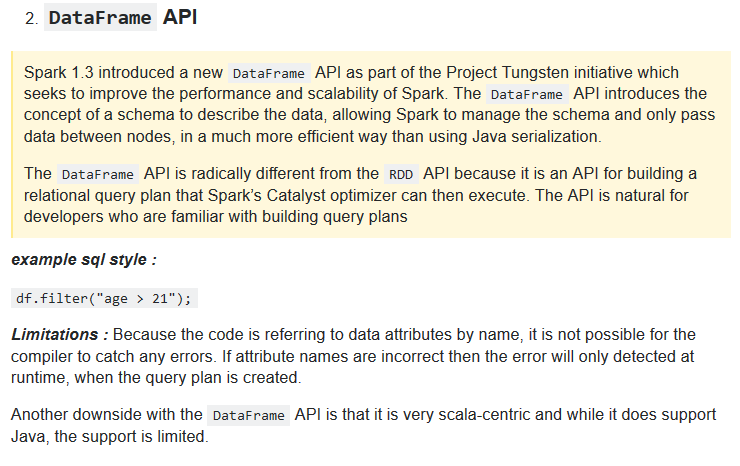 2. DataFrame API
Spark 1.3 introduced a new DataFrame API as part of the Project Tungsten initiative which
seeks to improve the performance and scalability of Spark. The DataFrame API introduces the
concept of a schema to describe the data, allowing Spark to manage the schema and only pass
data between nodes, in a much more efficient way than using Java serialization.
The DataFrame API is radically different from the RDD API because it is an API for building a
relational query plan that Spark’s Catalyst optimizer can then execute. The API is natural for
developers who are familiar with building query plans
example sql style :
df.filter("age > 21");
Limitations : Because the code is referring to data attributes by name, it is not possible for the
compiler to catch any errors. If attribute names are incorrect then the error will only detected at
runtime, when the query plan is created.
Another downside with the DataFrame API is that it is very scala-centric and while it does support
Java, the support is limited.